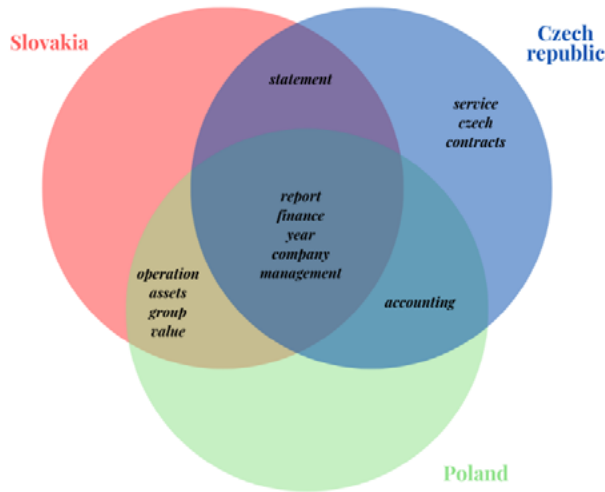 Slovakia
Czech
republic
statement
service
czech
contracts
report
finance
year
company
management
operation
assets
group
value
accounting
Poland